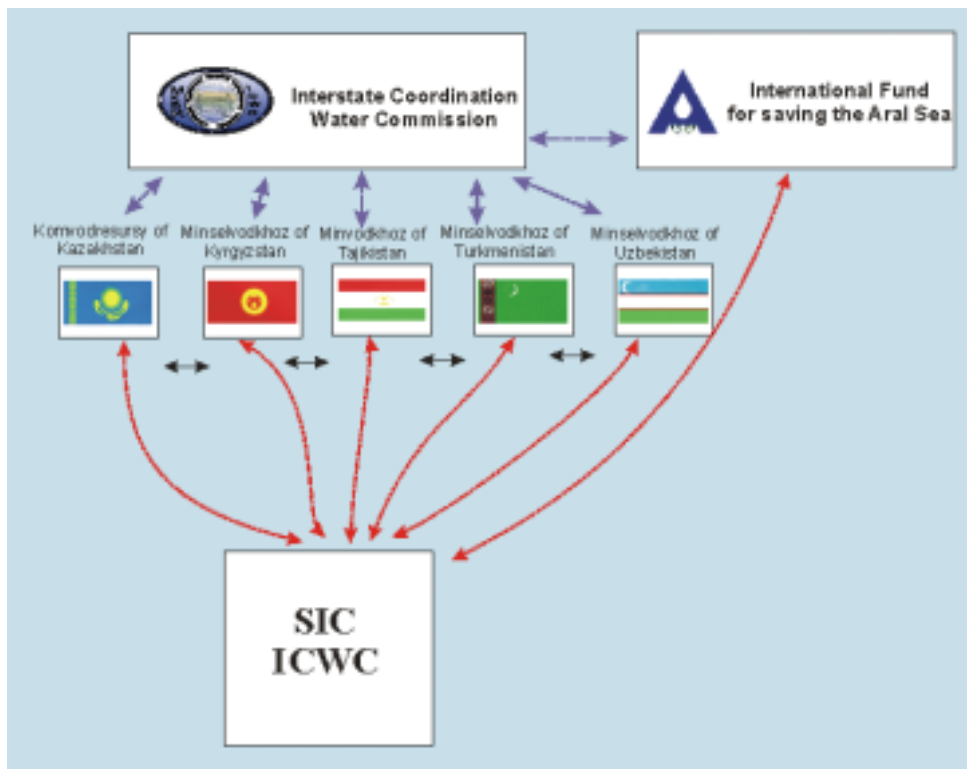 Interstate Coordination
Water Commission
International Fund
for saving the Aral Sea
Komvodresursy of
Kazakhstan
Minselvodkhoz of
Kyrgyzstan
Minvodkhoz of
Tajikistan
Minselvodkhoz of
Turkmenistan
Minselvodkhoz of
Uzbekistan
SIC
ICWC